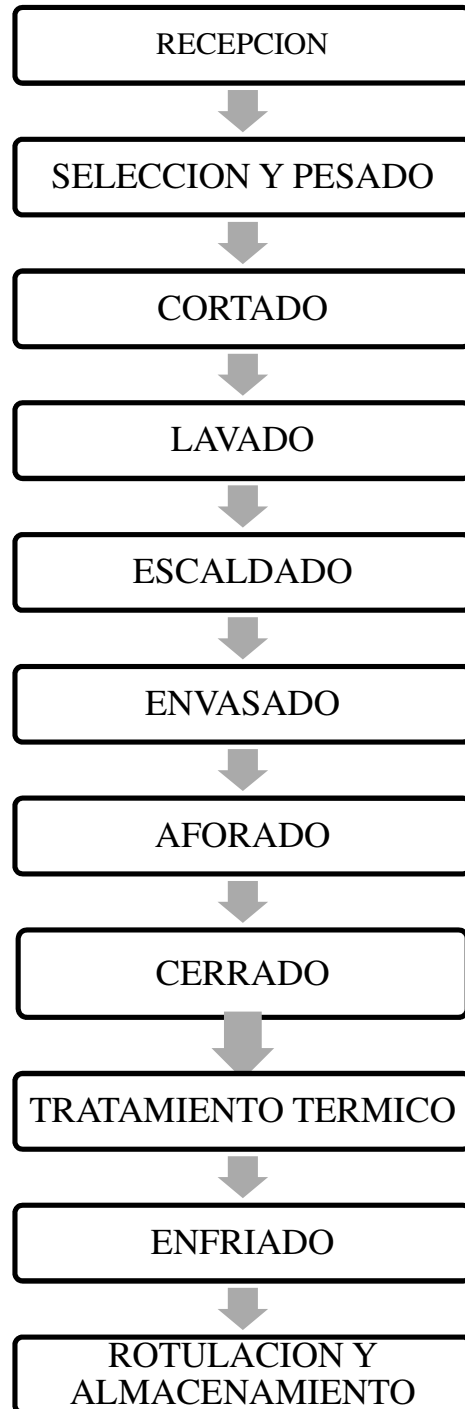 RECEPCION
SELECCION Y PESADO
CORTADO
LAVADO
ESCALDADO
ENVASADO
AFORADO
CERRADO
TRATAMIENTO TERMICO
ENFRIADO
ROTULACION Y
ALMACENAMIENTO